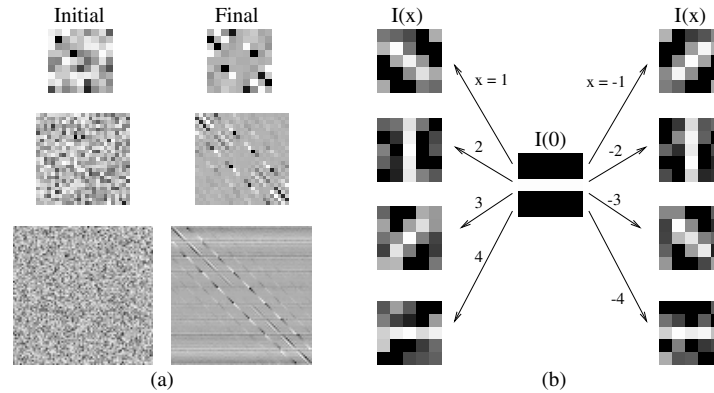 Initial
Final
(a)
I(x)
I(x)
x = 1
x = -1
I(0)
2
-2
3
-3
4
-4
(b)